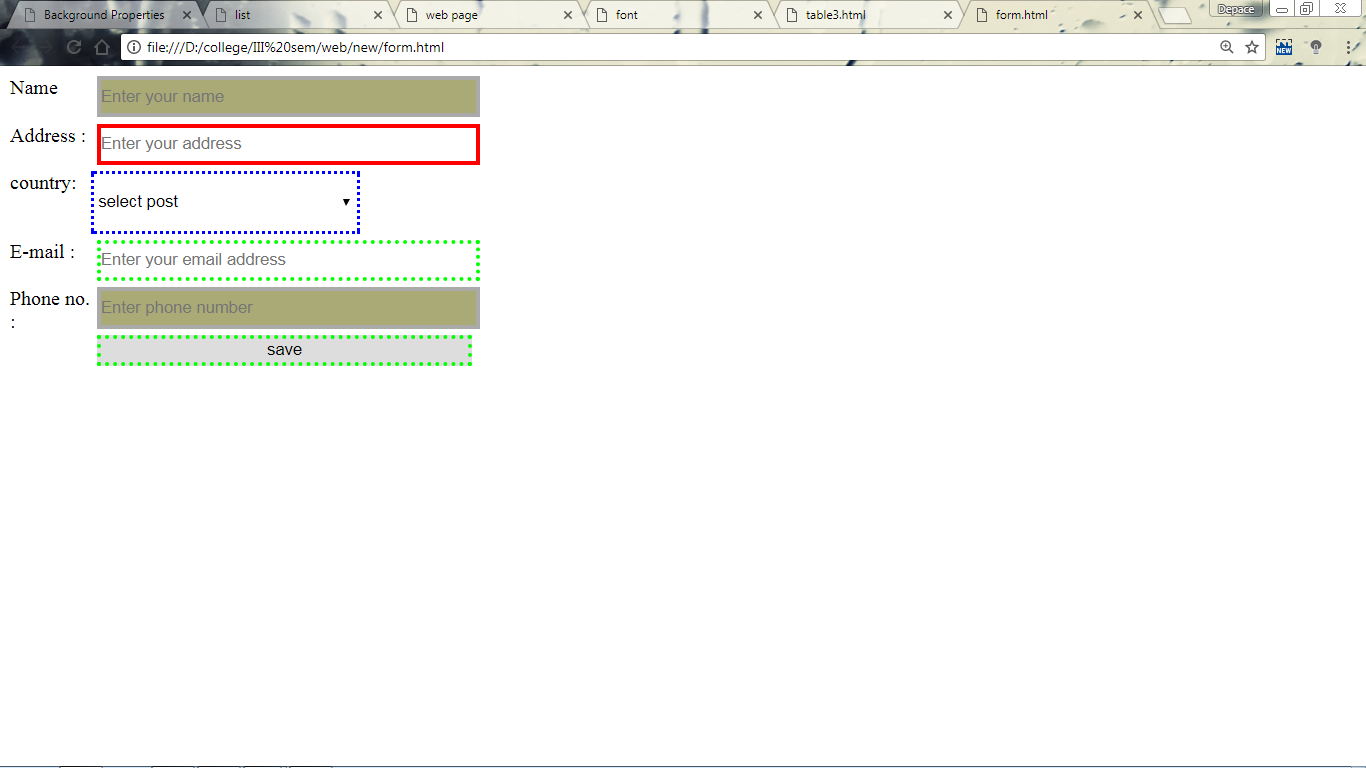 Background Properties
list
web page
font
table3.html
form.html
Depace
file:///D:/college/III%20sem/web/new/form.html
NEW
Name
Enter your name
Address :
Enter your address
country:
select post
E-mail :
Enter your email address
Phone no.
:
Enter phone number
save